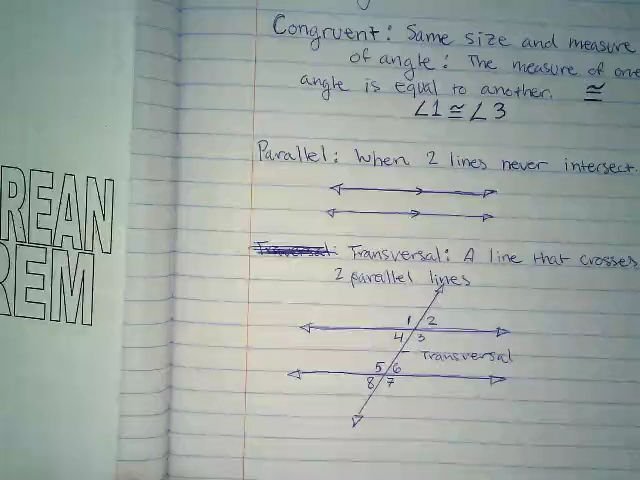 Congruent: Same size and measure
of angle: The measure of one
angle is equal to another. ≅
∠1 ≅ ∠3
Parallel: When 2 lines never intersect.
Transversal: A line that crosses
2 parallel lines
1 2
4 3
Transversal
5 6
8 7
REAN
REM